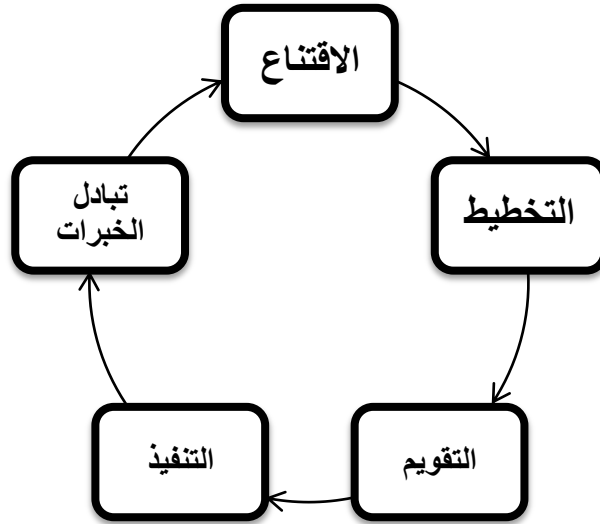 الاقتناع
التخطيط
التقويم
التنفيذ
تبادل
الخبرات